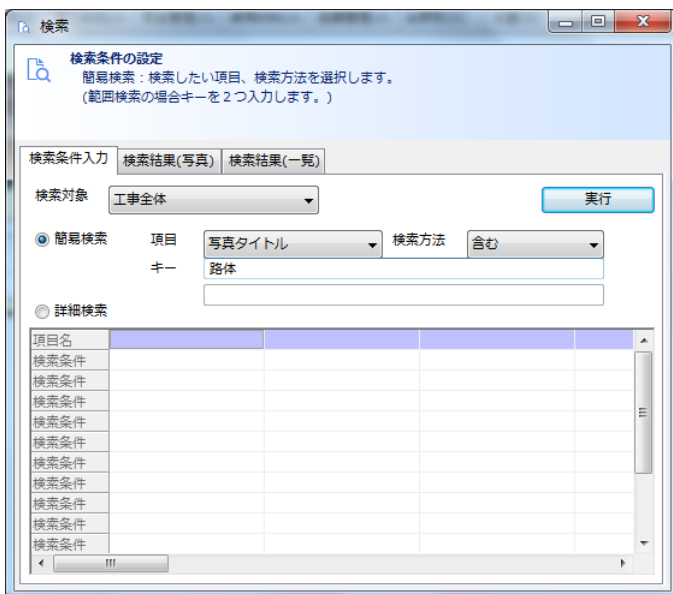 検索
検索条件の設定
簡易検索：検索したい項目、検索方法を選択します。
(範囲検索の場合キーを２つ入力します。)
検索条件入力 検索結果(写真) 検索結果(一覧)
検索対象 工事全体 実行
簡易検索 項目 写真タイトル 検索方法 含む
キー 路体
詳細検索
項目名
検索条件
検索条件
検索条件
検索条件
検索条件
検索条件
検索条件
検索条件
検索条件
検索条件